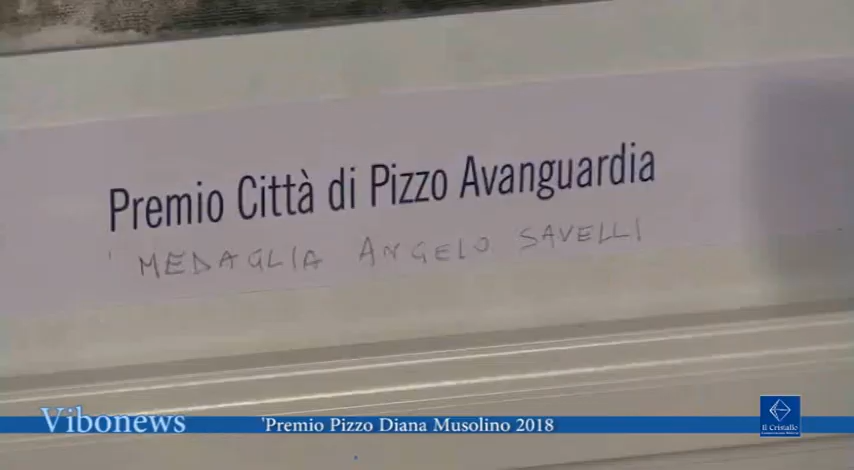 Premio Città di Pizzo Avanguardia
MEDAGLIA ANGELO SAVELLI
Vibonews
'Premio Pizzo Diana Musolino 2018
Il Cristallo